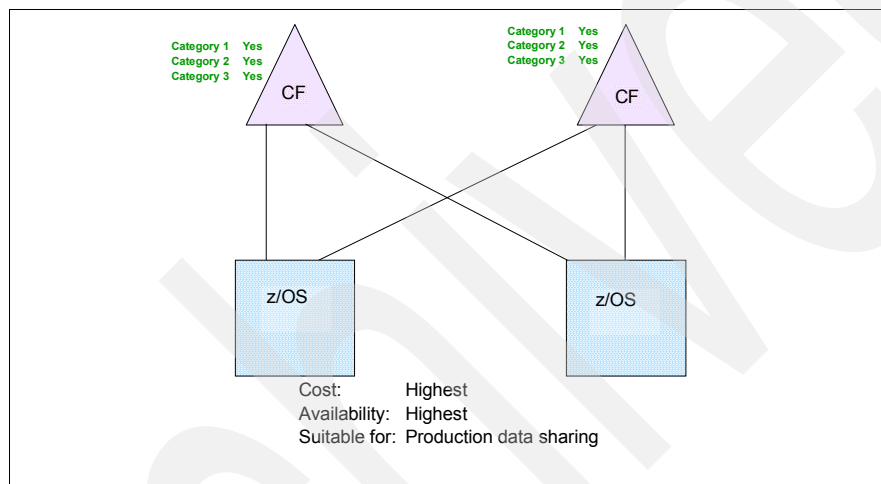 Category 1 Yes
Category 2 Yes
Category 3 Yes
CF
Category 1 Yes
Category 2 Yes
Category 3 Yes
CF
z/OS
z/OS
Cost: Highest
Availability: Highest
Suitable for: Production data sharing